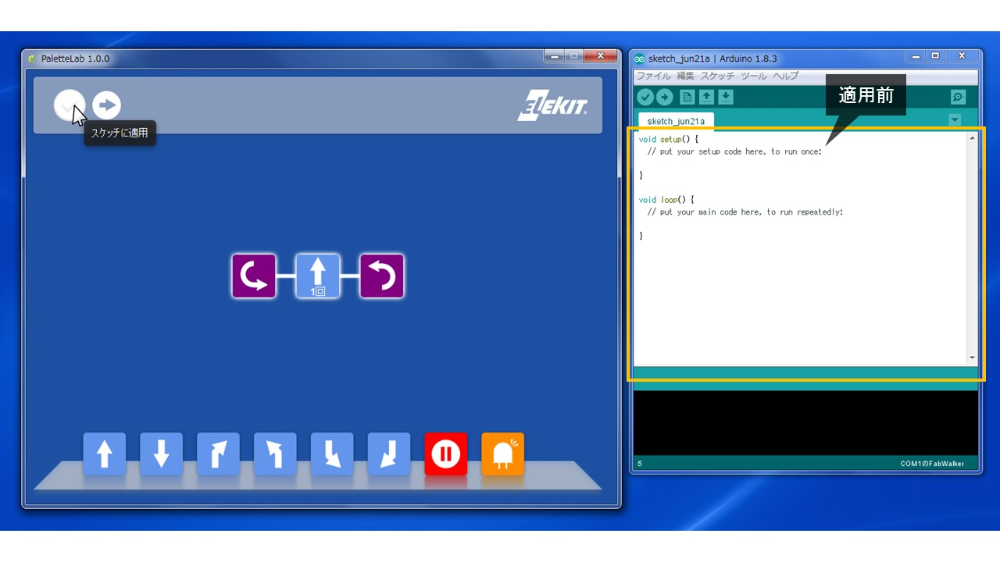 PaletteLab 1.0.0
ELEKIT.
スケッチに適用
1回
sketch_jun21a | Arduino 1.8.3
ファイル 編集 スケッチ ツール ヘルプ
適用前
sketch_jun21a
void setup() {
// put your setup code here, to run once:
}
void loop() {
// put your main code here, to run repeatedly:
}
5
COM1のFabWalker